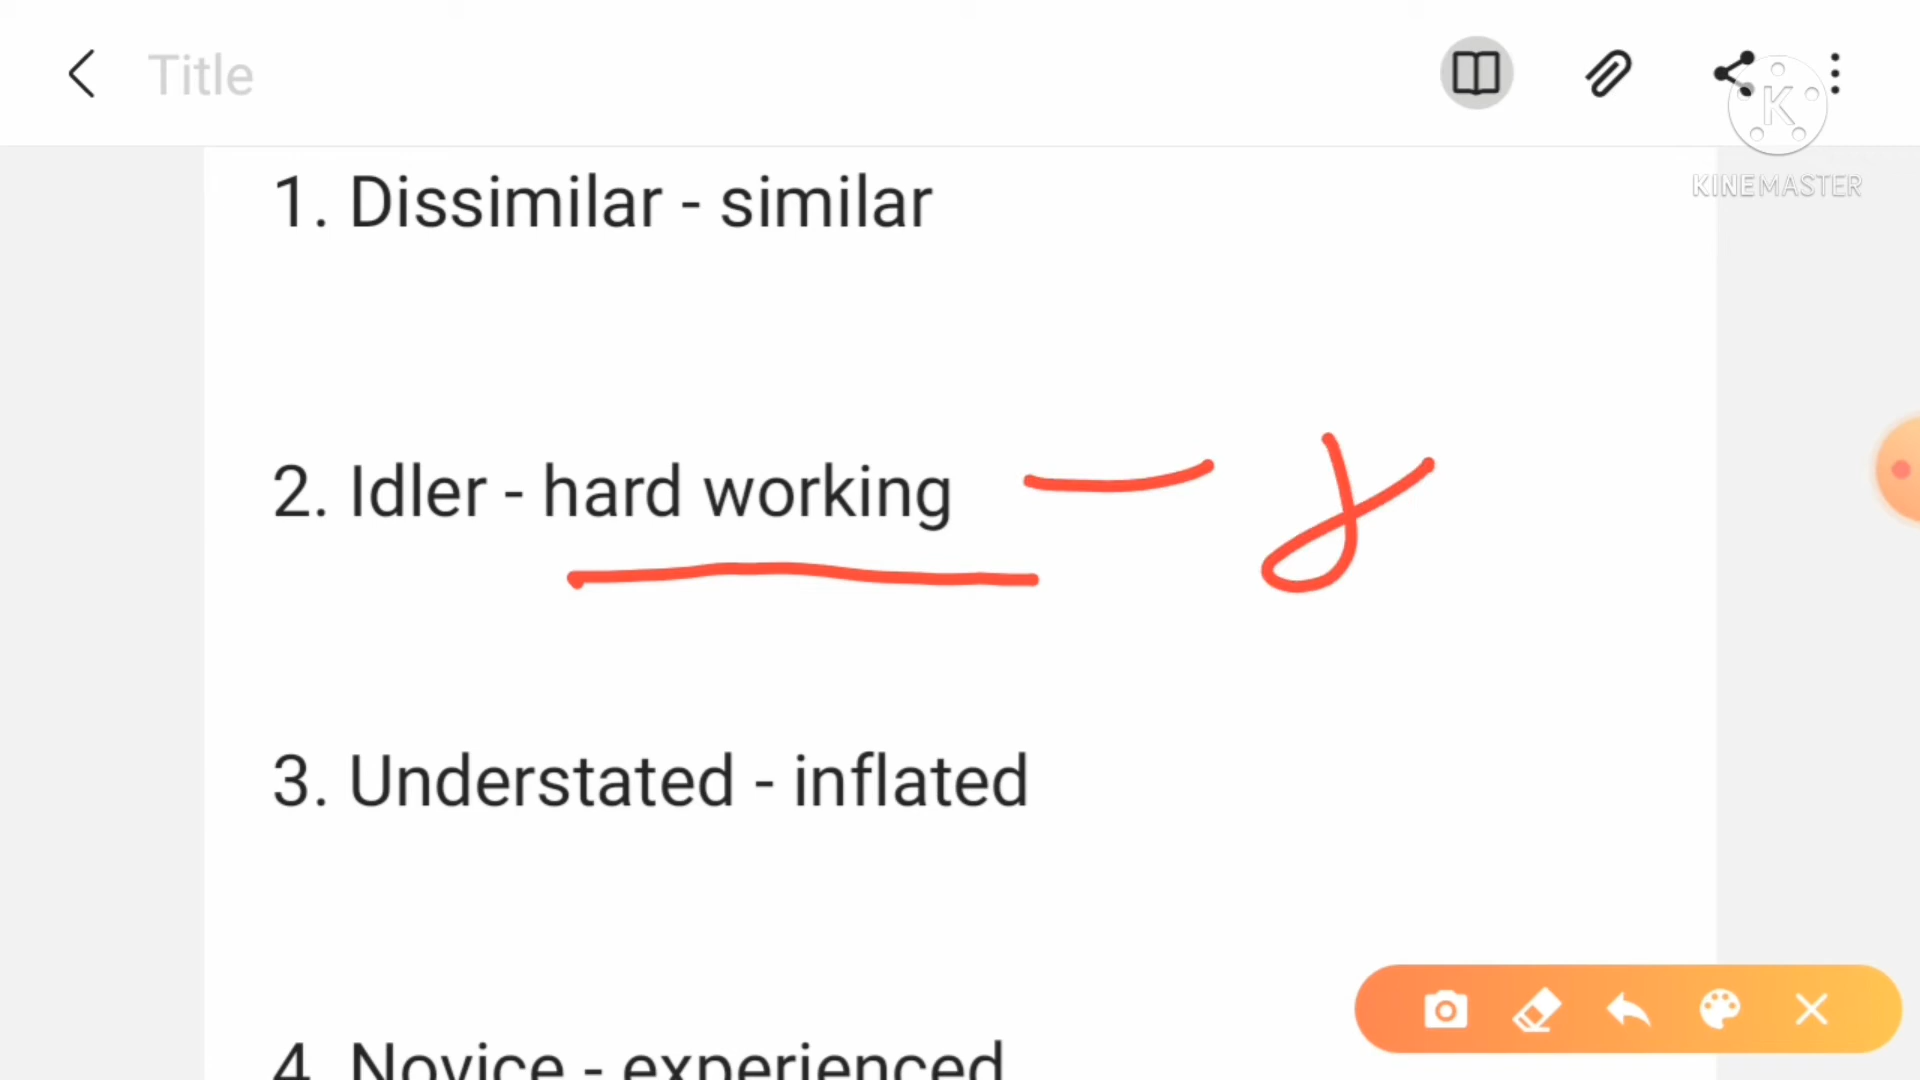 Title
KINEMASTER
1. Dissimilar - similar
2. Idler - hard working
3. Understated - inflated
4. Novice - experienced